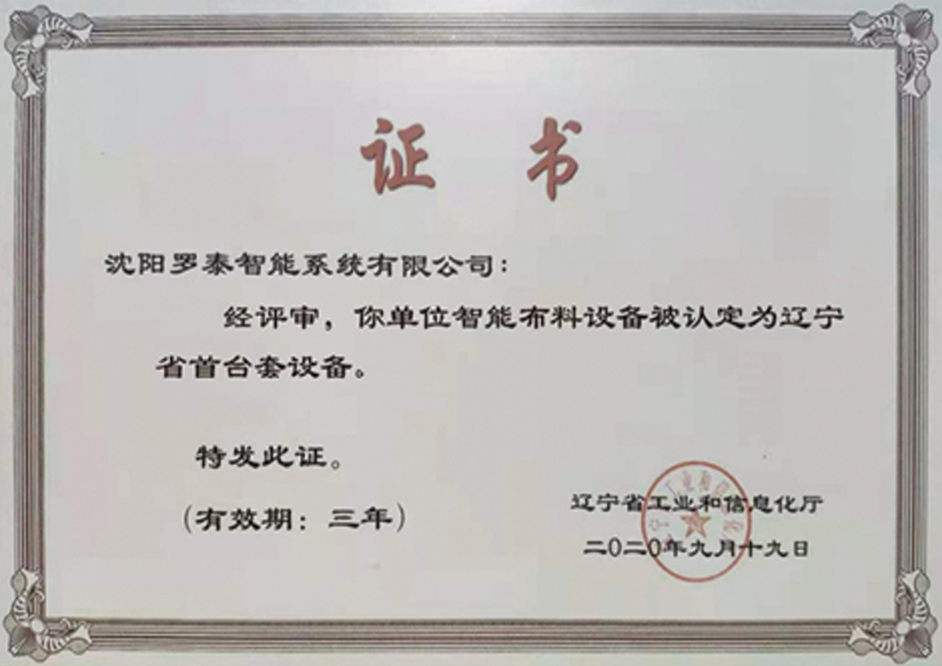 证 书
沈阳罗泰智能系统有限公司：
经评审，你单位智能布料设备被认定为辽宁
省首台套设备。
特发此证。
（有效期：三年）
辽宁省工业和信息化厅
二〇二〇年九月十九日